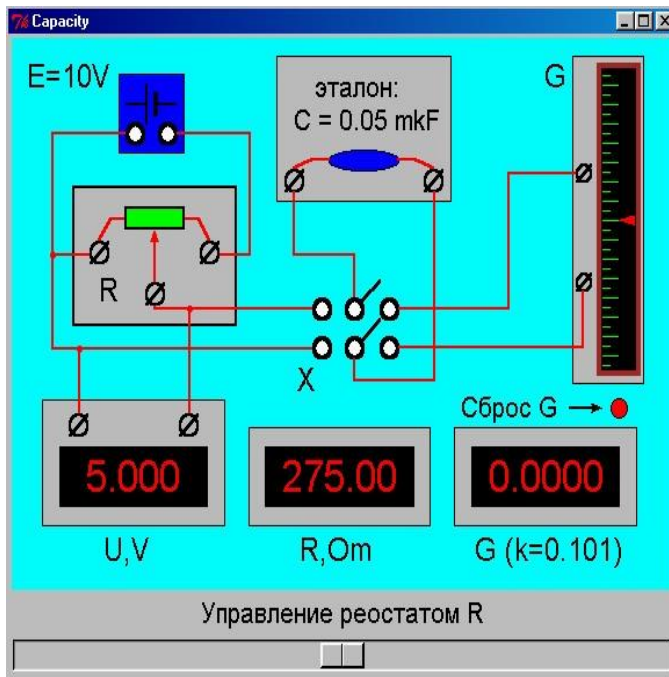 Capacity
E=10V
эталон:
C = 0.05 mkF
G
R
X
Сброс G
5.000
275.00
0.0000
U,V
R,Om
G (k=0.101)
Управление реостатом R